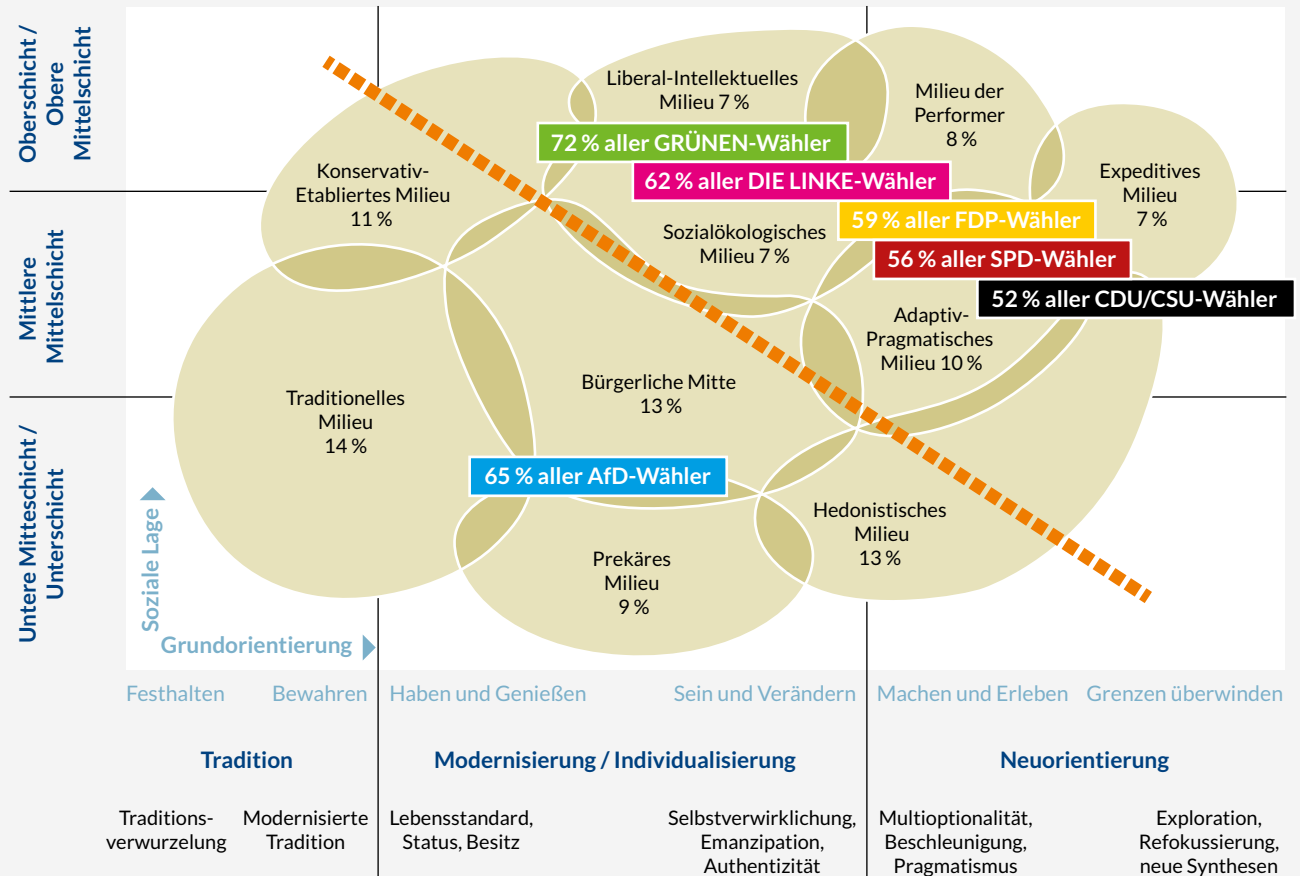 Oberschicht /
Obere
Mittelschicht
Mittlere
Mittelschicht
Untere Mitteschicht /
Unterschicht
Soziale Lage
Grundorientierung
Konservativ-
Etabliertes Milieu
11 %
Liberal-Intellektuelles
Milieu 7 %
Milieu der
Performer
8 %
Expeditives
Milieu
7 %
72 % aller GRÜNEN-Wähler
62 % aller DIE LINKE-Wähler
59 % aller FDP-Wähler
56 % aller SPD-Wähler
52 % aller CDU/CSU-Wähler
Sozialökologisches
Milieu 7 %
Adaptiv-
Pragmatisches
Milieu 10 %
Traditionelles
Milieu
14 %
Bürgerliche Mitte
13 %
65 % aller AfD-Wähler
Hedonistisches
Milieu
13 %
Prekäres
Milieu
9 %
Festhalten
Bewahren
Haben und Genießen
Sein und Verändern
Machen und Erleben
Grenzen überwinden
Tradition
Modernisierung / Individualisierung
Neuorientierung
Traditions-
verwurzelung
Modernisierte
Tradition
Lebensstandard,
Status, Besitz
Selbstverwirklichung,
Emanzipation,
Authentizität
Multioptionalität,
Beschleunigung,
Pragmatismus
Exploration,
Refokussierung,
neue Synthesen